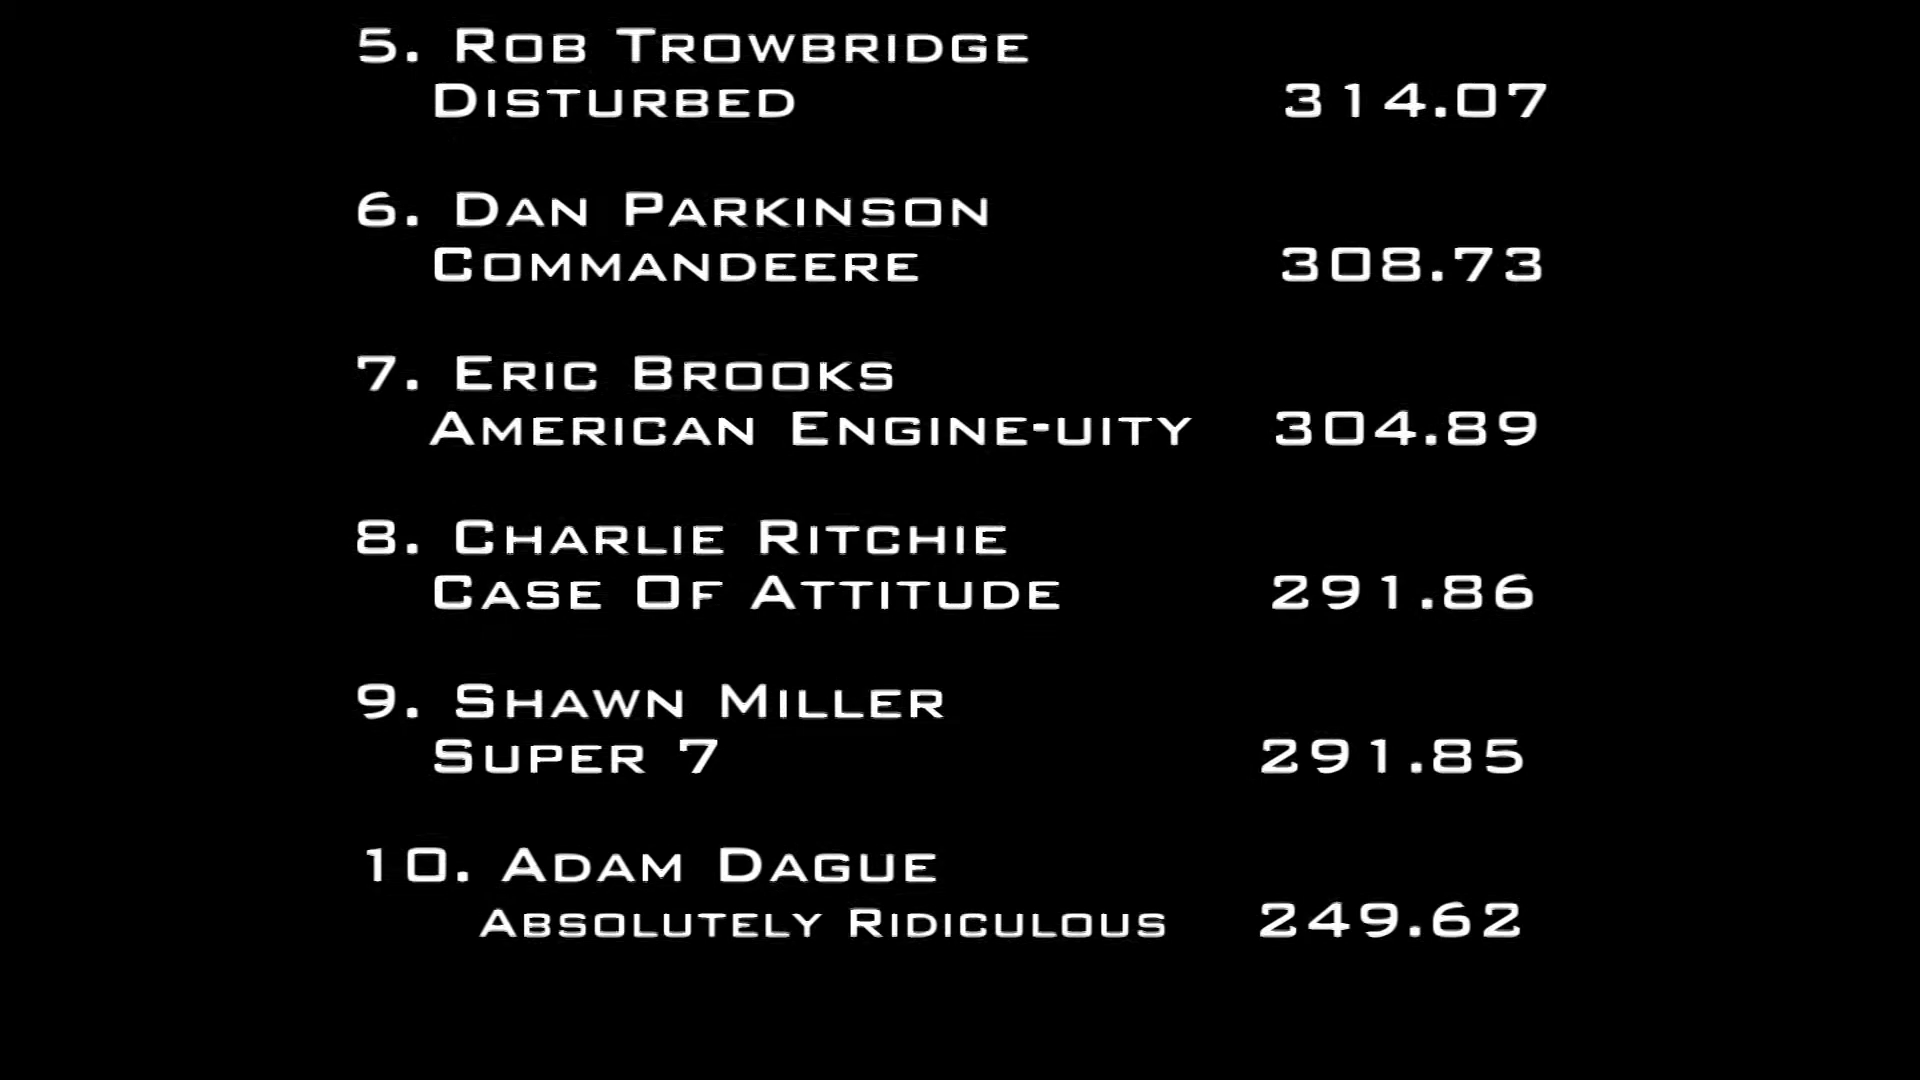 5. Rob Trowbridge
Disturbed 314.07
6. Dan Parkinson
Commandeere 308.73
7. Eric Brooks
American Engine-uity 304.89
8. Charlie Ritchie
Case Of Attitude 291.86
9. Shawn Miller
Super 7 291.85
10. Adam Dague
Absolutely Ridiculous 249.62